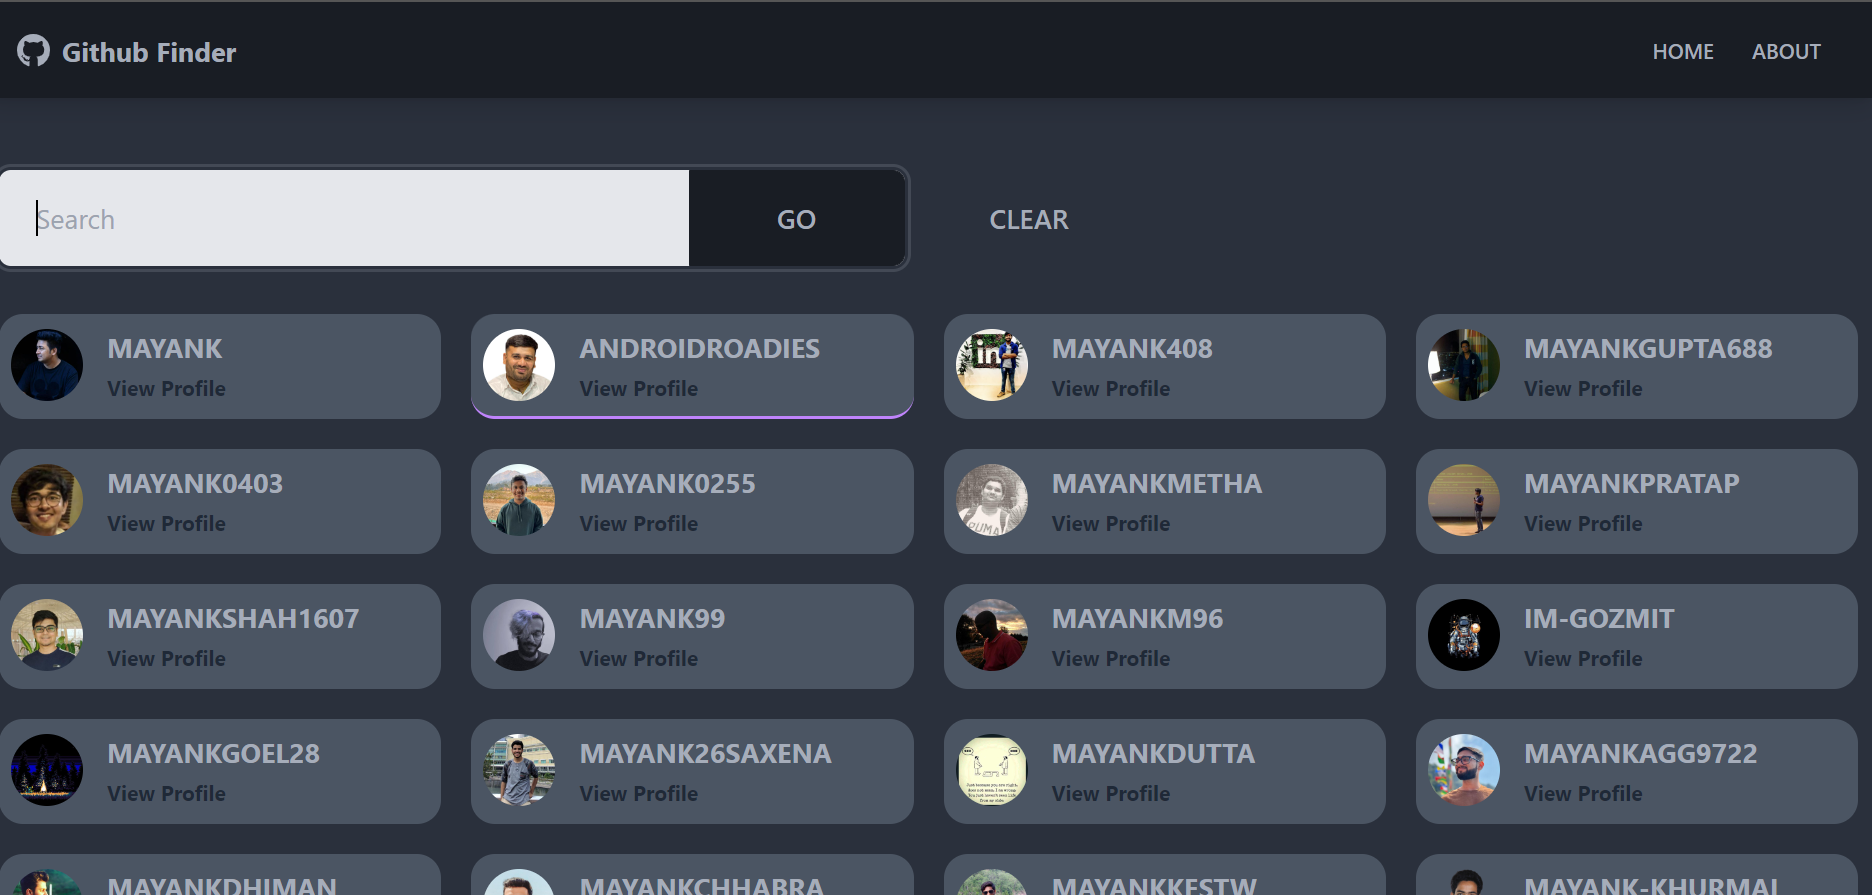 Github Finder
HOME ABOUT
Search
GO
CLEAR
MAYANK
View Profile
ANDROIDROADIES
View Profile
MAYANK408
View Profile
MAYANKGUPTA688
View Profile
MAYANK0403
View Profile
MAYANK0255
View Profile
MAYANKMETHA
View Profile
MAYANKPRATAP
View Profile
MAYANKSHAH1607
View Profile
MAYANK99
View Profile
MAYANKM96
View Profile
IM-GOZMIT
View Profile
MAYANKGOEL28
View Profile
MAYANK26SAXENA
View Profile
MAYANKDUTTA
View Profile
MAYANKAGG9722
View Profile
MAYANKDHIMAN
MAYANKCHHABRA
MAYANKKESTW
MAYANK-KHURMAI